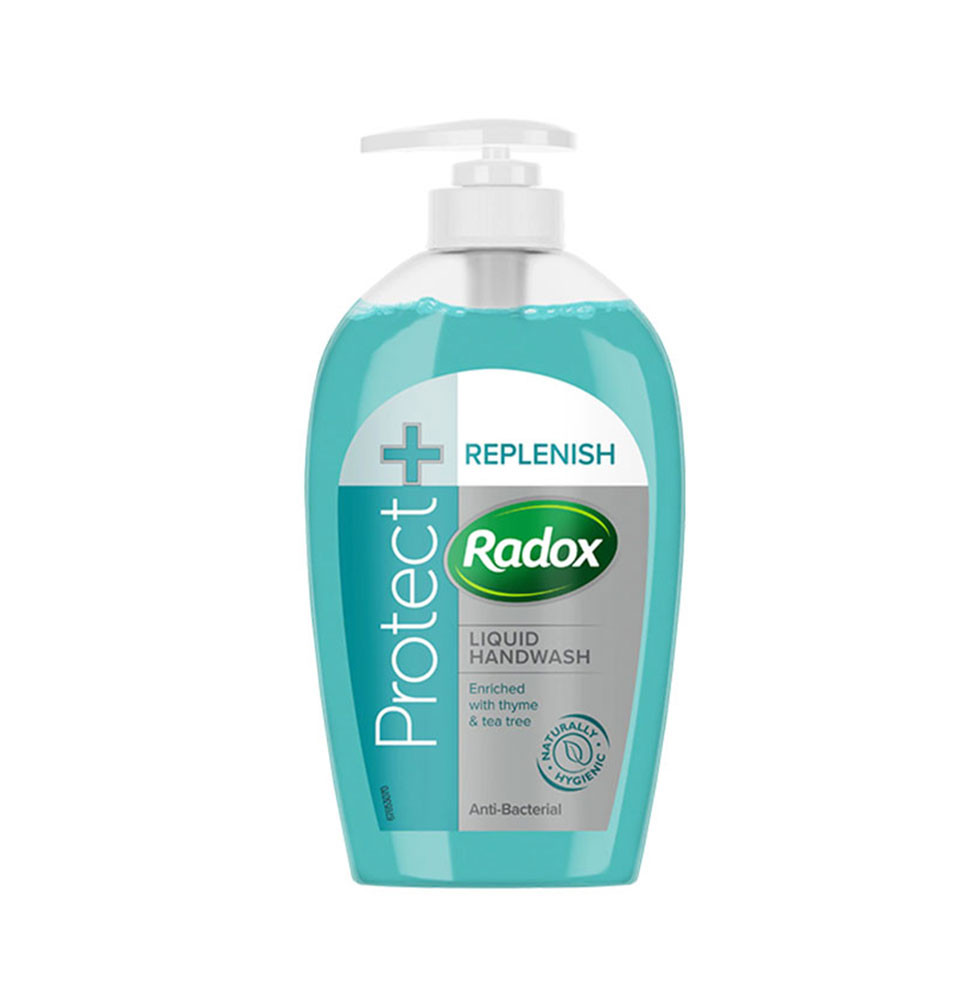 Protect+
REPLENISH
Radox
LIQUID
HANDWASH
Enriched
with thyme
& tea tree
NATURALLY
HYGIENIC
Anti-Bacterial